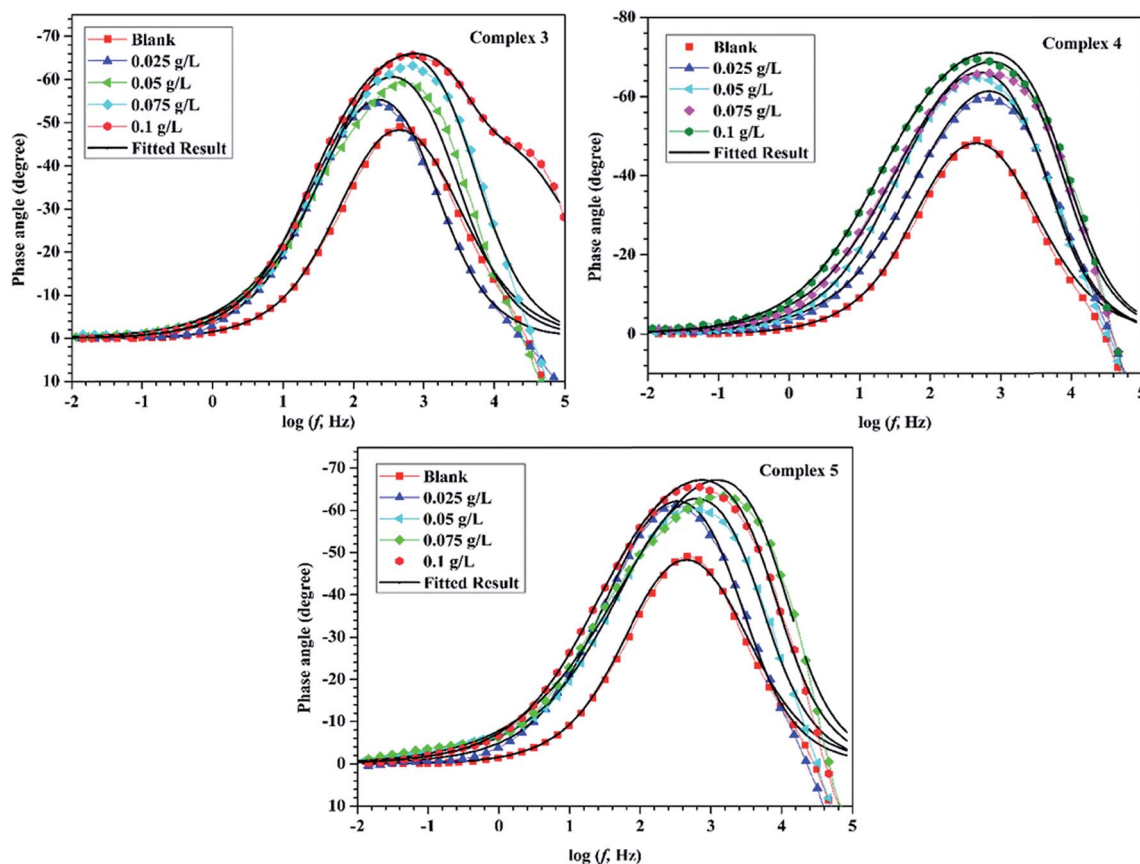 Complex 3
Blank
0.025 g/L
0.05 g/L
0.075 g/L
0.1 g/L
Fitted Result
Phase angle (degree)
-70
-60
-50
-40
-30
-20
-10
0
10
-2 -1 0 1 2 3 4 5
log (f, Hz)
Complex 4
Blank
0.025 g/L
0.05 g/L
0.075 g/L
0.1 g/L
Fitted Result
Phase angle (degree)
-80
-60
-40
-20
0
-2 -1 0 1 2 3 4 5
log (f, Hz)
Complex 5
Blank
0.025 g/L
0.05 g/L
0.075 g/L
0.1 g/L
Fitted Result
Phase angle (degree)
-70
-60
-50
-40
-30
-20
-10
0
10
-2 -1 0 1 2 3 4 5
log (f, Hz)